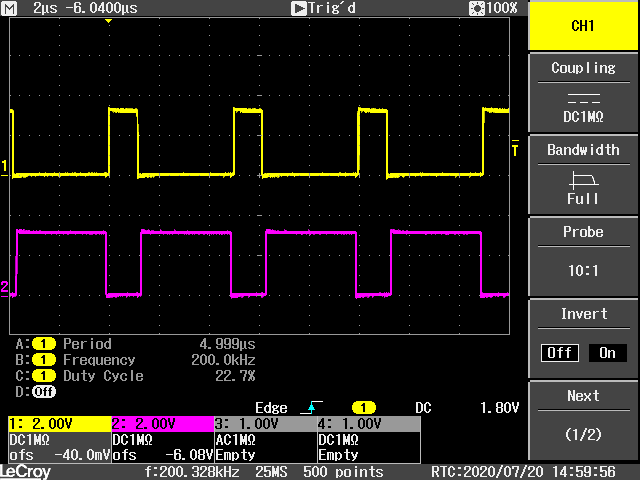 M 2µs -6.0400µs Trig'd 100%
CH1
Coupling
DC1MΩ
Bandwidth
Full
Probe
10:1
Invert
Off On
Next
(1/2)
T
1
2
A: 1 Period 4.999µs
B: 1 Frequency 200.0kHz
C: 1 Duty Cycle 22.7%
D: Off
Edge 1 DC 1.80V
1: 2.00V 2: 2.00V 3: 1.00V 4: 1.00V
DC1MΩ DC1MΩ AC1MΩ DC1MΩ
ofs -40.0mV ofs -6.08V Empty Empty
LeCroy f:200.328kHz 25MS 500 points RTC:2020/07/20 14:59:56